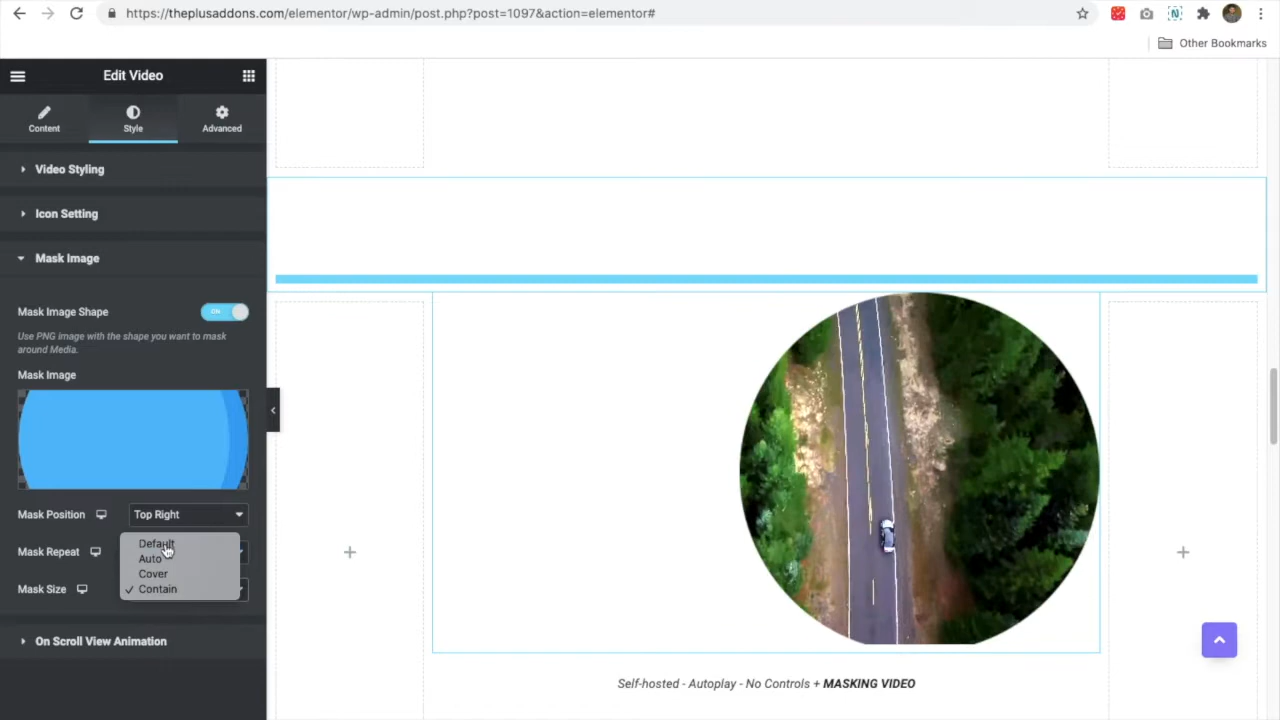 https://theplusaddons.com/elementor/wp-admin/post.php?post=1097&action=elementor#
Other Bookmarks
Edit Video
Content
Style
Advanced
Video Styling
Icon Setting
Mask Image
Mask Image Shape
ON
Use PNG image with the shape you want to mask
around Media.
Mask Image
Mask Position
Top Right
Mask Repeat
Default
Auto
Cover
✓ Contain
Mask Size
On Scroll View Animation
Self-hosted - Autoplay - No Controls + MASKING VIDEO